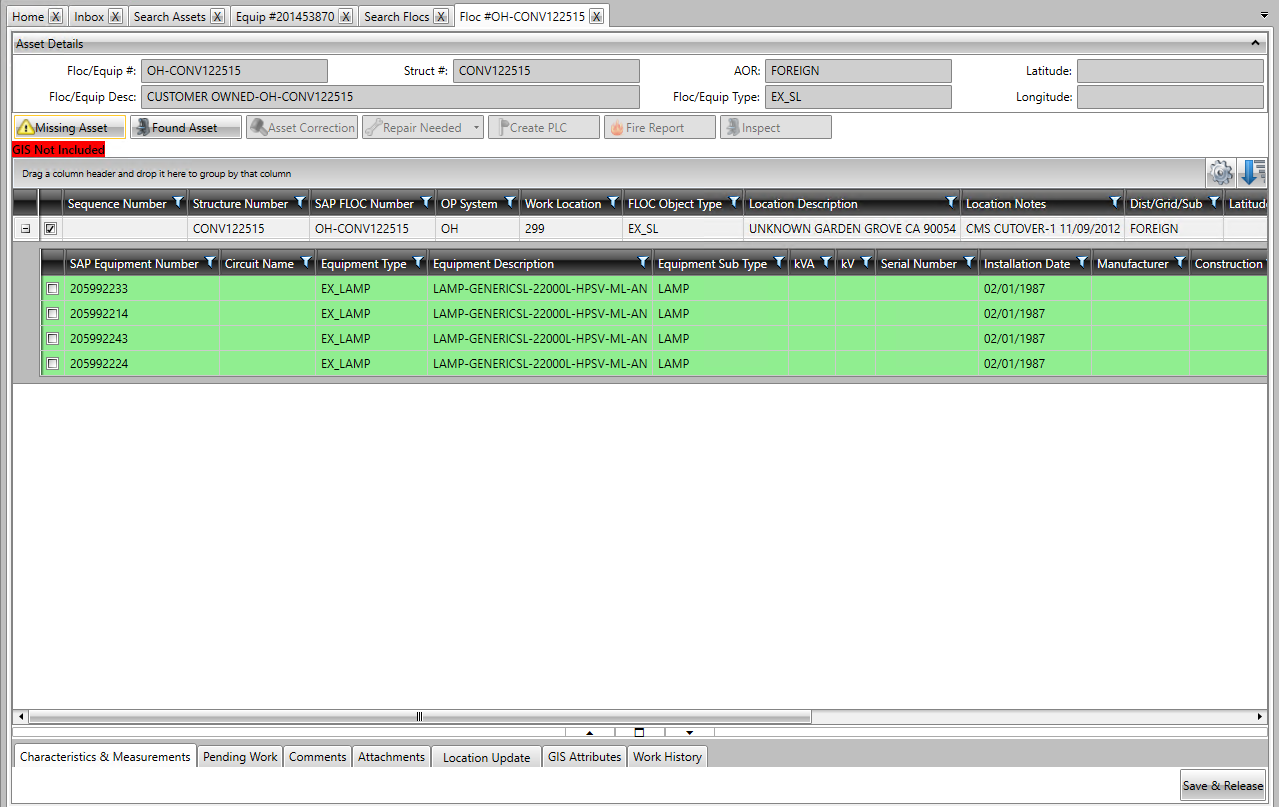 Home X Inbox X Search Assets X Equip #201453870 X Search Flocs X Floc #OH-CONV122515 X
Asset Details
Floc/Equip #: OH-CONV122515 Struct #: CONV122515 AOR: FOREIGN Latitude:
Floc/Equip Desc: CUSTOMER OWNED-OH-CONV122515 Floc/Equip Type: EX_SL Longitude:
Missing Asset Found Asset Asset Correction Repair Needed Create PLC Fire Report Inspect
GIS Not Included
Drag a column header and drop it here to group by that column
Sequence Number Structure Number SAP FLOC Number OP System Work Location FLOC Object Type Location Description Location Notes Dist/Grid/Sub Latitud
CONV122515 OH-CONV122515 OH 299 EX_SL UNKNOWN GARDEN GROVE CA 90054 CMS CUTOVER-1 11/09/2012 FOREIGN
SAP Equipment Number Circuit Name Equipment Type Equipment Description Equipment Sub Type kVA kV Serial Number Installation Date Manufacturer Construction
205992233 EX_LAMP LAMP-GENERICSL-22000L-HPSV-ML-AN LAMP 02/01/1987
205992214 EX_LAMP LAMP-GENERICSL-22000L-HPSV-ML-AN LAMP 02/01/1987
205992243 EX_LAMP LAMP-GENERICSL-22000L-HPSV-ML-AN LAMP 02/01/1987
205992224 EX_LAMP LAMP-GENERICSL-22000L-HPSV-ML-AN LAMP 02/01/1987
Characteristics & Measurements Pending Work Comments Attachments Location Update GIS Attributes Work History
Save & Release